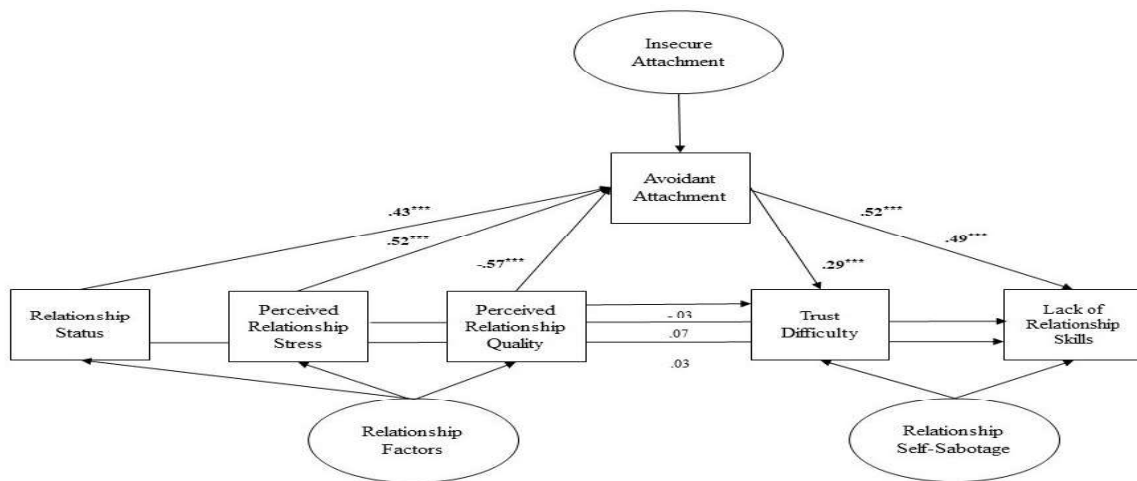 Insecure
Attachment
Avoidant
Attachment
.43***
.52***
-.57***
.52***
.49***
.29***
Relationship
Status
Perceived
Relationship
Stress
Perceived
Relationship
Quality
-.03
.07
.03
Trust
Difficulty
Lack of
Relationship
Skills
Relationship
Factors
Relationship
Self-Sabotage